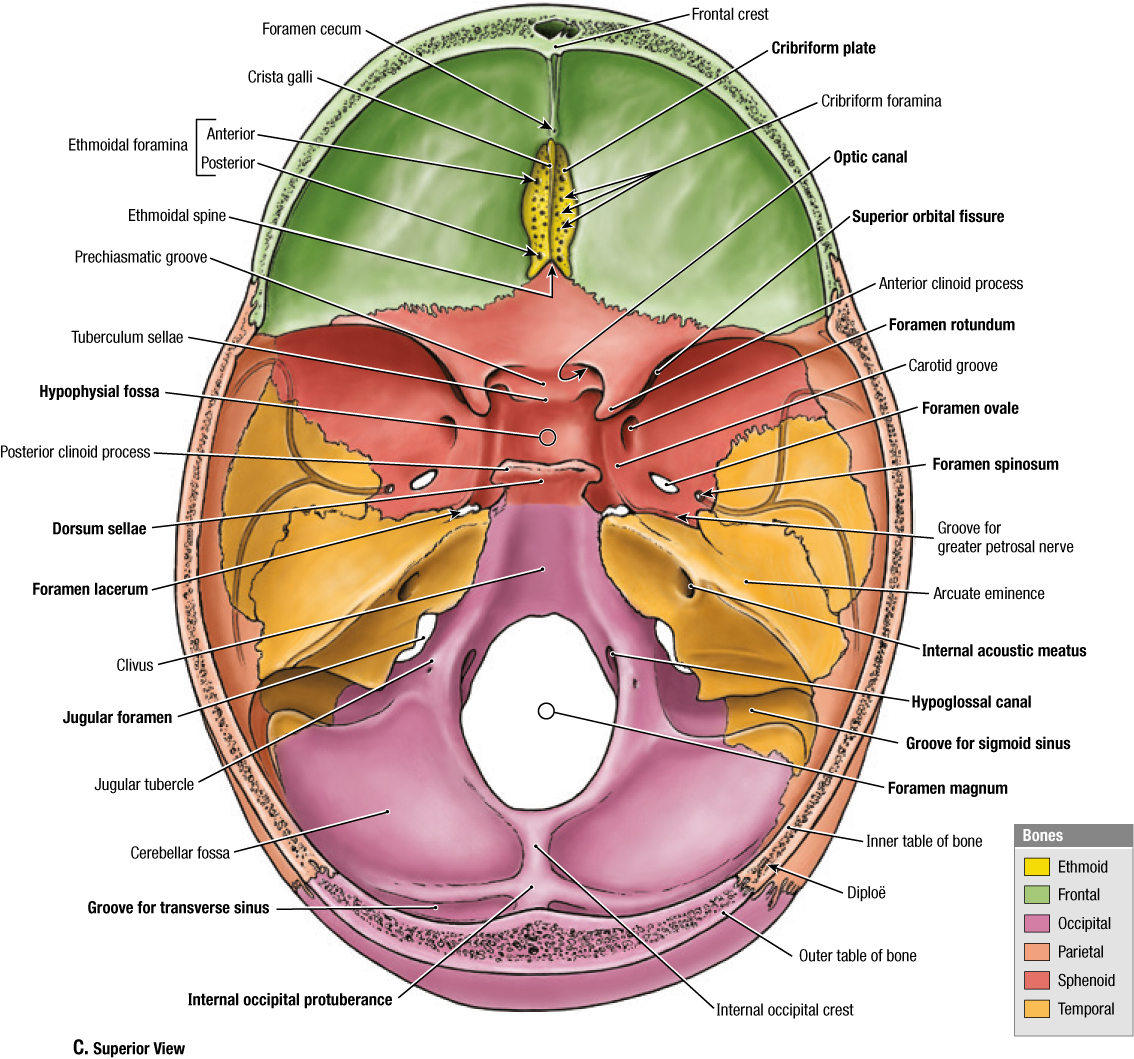 Foramen cecum
Crista galli
Ethmoidal foramina
Anterior
Posterior
Ethmoidal spine
Prechiasmatic groove
Tuberculum sellae
Hypophysial fossa
Posterior clinoid process
Dorsum sellae
Foramen lacerum
Clivus
Jugular foramen
Jugular tubercle
Cerebellar fossa
Groove for transverse sinus
Internal occipital protuberance
Frontal crest
Cribriform plate
Cribriform foramina
Optic canal
Superior orbital fissure
Anterior clinoid process
Foramen rotundum
Carotid groove
Foramen ovale
Foramen spinosum
Groove for
greater petrosal nerve
Arcuate eminence
Internal acoustic meatus
Hypoglossal canal
Groove for sigmoid sinus
Foramen magnum
Inner table of bone
Diploë
Outer table of bone
Internal occipital crest
Bones
Ethmoid
Frontal
Occipital
Parietal
Sphenoid
Temporal
C. Superior View